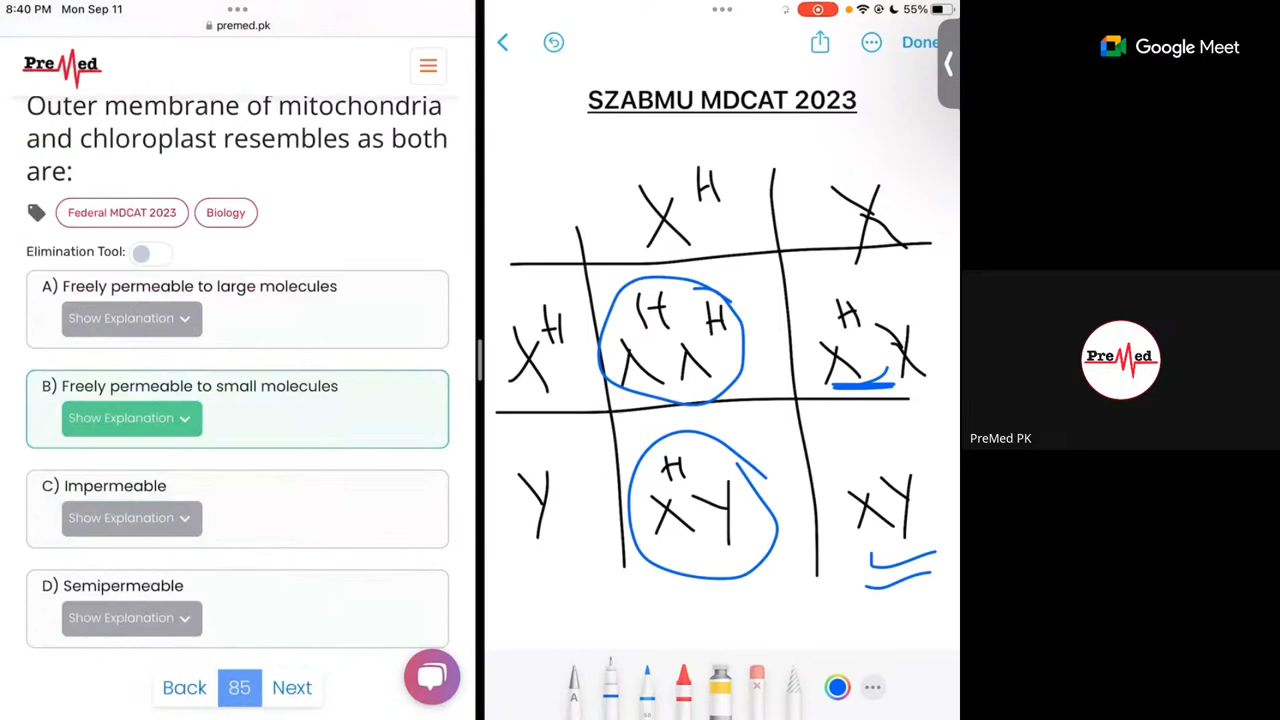 8:40 PM Mon Sep 11
premed.pk
PreMed
Outer membrane of mitochondria
and chloroplast resembles as both
are:
Federal MDCAT 2023
Biology
Elimination Tool:
A) Freely permeable to large molecules
Show Explanation
B) Freely permeable to small molecules
Show Explanation
C) Impermeable
Show Explanation
D) Semipermeable
Show Explanation
Back
85
Next
55%
Done
SZABMU MDCAT 2023
X^H X
X^H X^H X^H X^H X
Y X^H Y XY
A
50
Google Meet
PreMed
PreMed PK